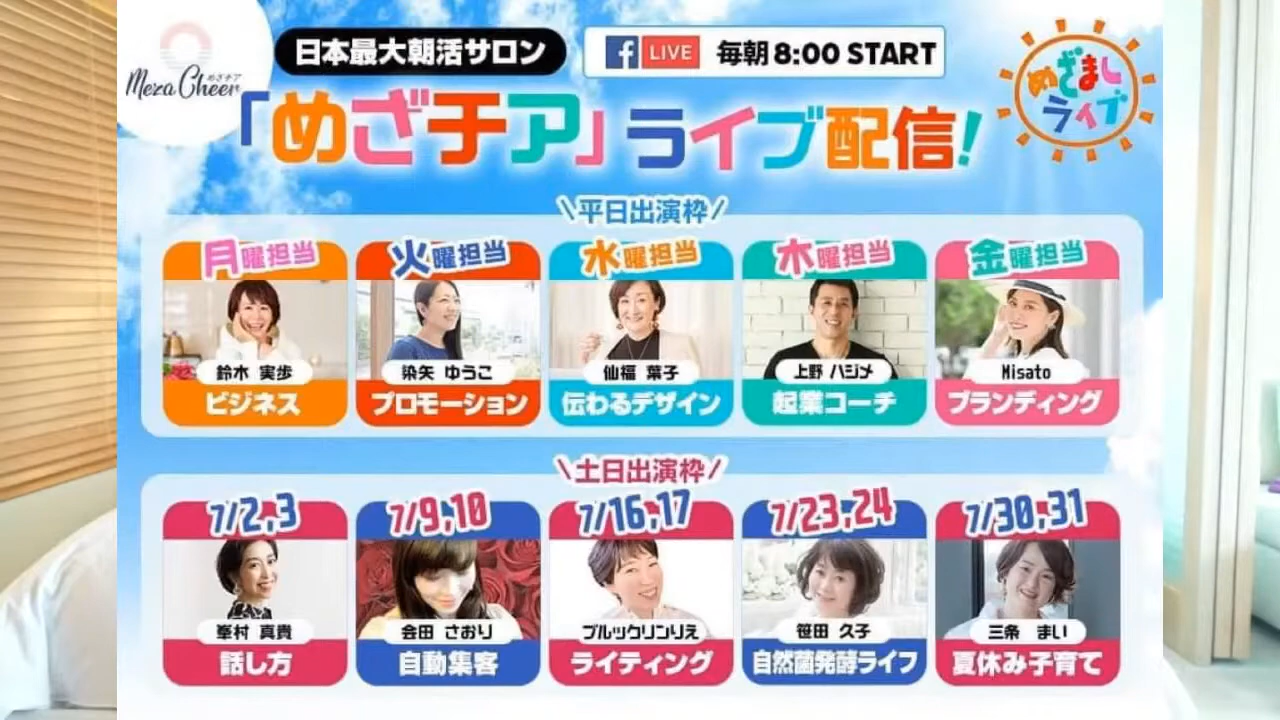 Meza Cheer
めざチア
日本最大朝活サロン
f LIVE 毎朝8:00 START
「めざチア」ライブ配信!
めざまし
ライブ
\平日出演枠/
月曜担当
鈴木 実歩
ビジネス
火曜担当
染矢 ゆうこ
プロモーション
水曜担当
仙福 葉子
伝わるデザイン
木曜担当
上野 ハジメ
起業コーチ
金曜担当
Misato
ブランディング
\土日出演枠/
7/2,3
峯村 真貴
話し方
7/9,10
会田 さおり
自動集客
7/16,17
ブルックリンりえ
ライティング
7/23,24
笹田 久子
自然菌発酵ライフ
7/30,31
三条 まい
夏休み子育て